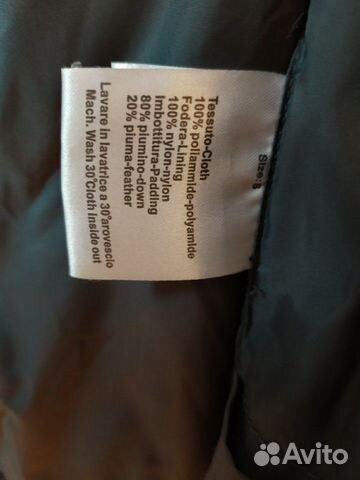 Size-8
Tessuto-Cloth
100% poliammide-polyamide
Fodera-Lining
100% nylon-nylon
Imbottitura-Padding
80% piumino-down
20% piuma-feather
Lavare in lavatrice a 30°arovescio
Mach. Wash 30°cloth Inside out
Avito